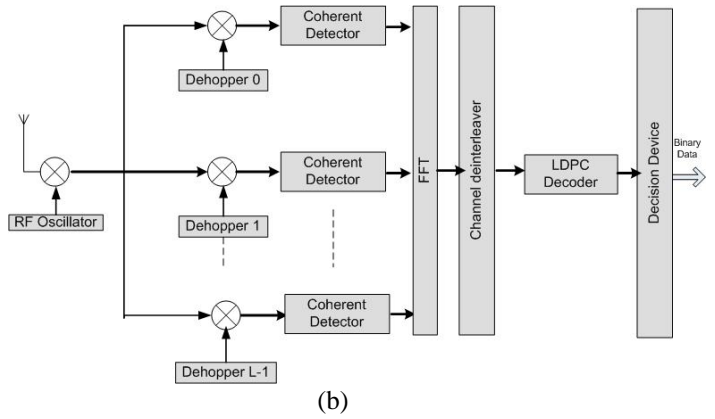 Coherent
Detector
Dehopper 0
Coherent
Detector
RF Oscillator
Dehopper 1
Coherent
Detector
Dehopper L-1
FFT
Channel deinterleaver
LDPC
Decoder
Decision Device
Binary
Data
(b)